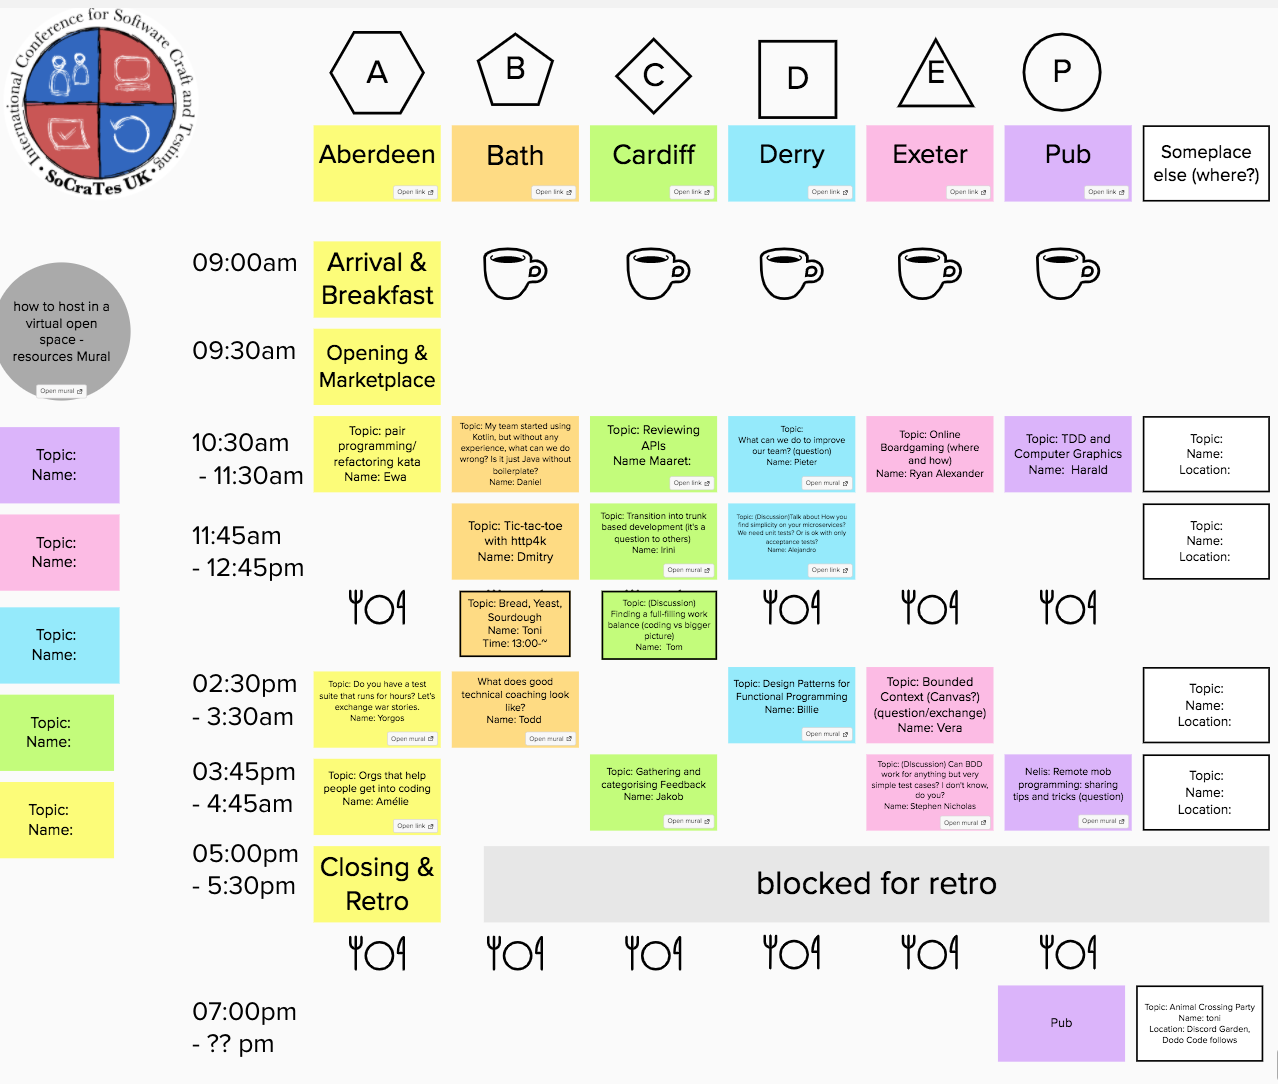 International Conference for Software Craft and Testing
• SoCraTes UK •
A
B
C
D
E
P
Aberdeen
Open link
Bath
Open link
Cardiff
Open link
Derry
Open link
Exeter
Open link
Pub
Open link
Someplace
else (where?)
09:00am
Arrival &
Breakfast
how to host in a
virtual open
space -
resources Mural
Open mural
09:30am
Opening &
Marketplace
10:30am
- 11:30am
Topic: pair
programming/
refactoring kata
Name: Ewa
Topic: My team started using
Kotlin, but without any
experience, what can we do
wrong? Is it just Java without
boilerplate?
Name: Daniel
Topic: Reviewing
APIs
Name Maaret:
Open link
Topic:
What can we do to improve
our team? (question)
Name: Pieter
Open mural
Topic: Online
Boardgaming (where
and how)
Name: Ryan Alexander
Topic: TDD and
Computer Graphics
Name: Harald
Topic:
Name:
Location:
Topic:
Name:
11:45am
- 12:45pm
Topic: Tic-tac-toe
with http4k
Name: Dmitry
Topic: Transition into trunk
based development (it's a
question to others)
Name: Irini
Open mural
Topic: (Discussion)Talk about How you
find simplicity on your microservices?
We need unit tests? Or is ok with only
acceptance tests?
Name: Alejandro
Open link
Topic:
Name:
Location:
Topic:
Name:
Topic: Bread, Yeast,
Sourdough
Name: Toni
Time: 13:00-~
Topic: (Discussion)
Finding a full-filling work
balance (coding vs bigger
picture)
Name: Tom
Topic:
Name:
02:30pm
- 3:30am
Topic: Do you have a test
suite that runs for hours? Let's
exchange war stories.
Name: Yorgos
Open mural
What does good
technical coaching look
like?
Name: Todd
Open mural
Topic: Design Patterns for
Functional Programming
Name: Billie
Open mural
Topic: Bounded
Context (Canvas?)
(question/exchange)
Name: Vera
Topic:
Name:
Location:
Topic:
Name:
03:45pm
- 4:45am
Topic: Orgs that help
people get into coding
Name: Amélie
Open link
Topic: Gathering and
categorising Feedback
Name: Jakob
Open mural
Topic: (Discussion) Can BDD
work for anything but very
simple test cases? I don't know,
do you?
Name: Stephen Nicholas
Open mural
Nelis: Remote mob
programming: sharing
tips and tricks (question)
Open mural
Topic:
Name:
Location:
Topic:
Name:
05:00pm
- 5:30pm
Closing &
Retro
blocked for retro
07:00pm
- ?? pm
Pub
Topic: Animal Crossing Party
Name: toni
Location: Discord Garden,
Dodo Code follows